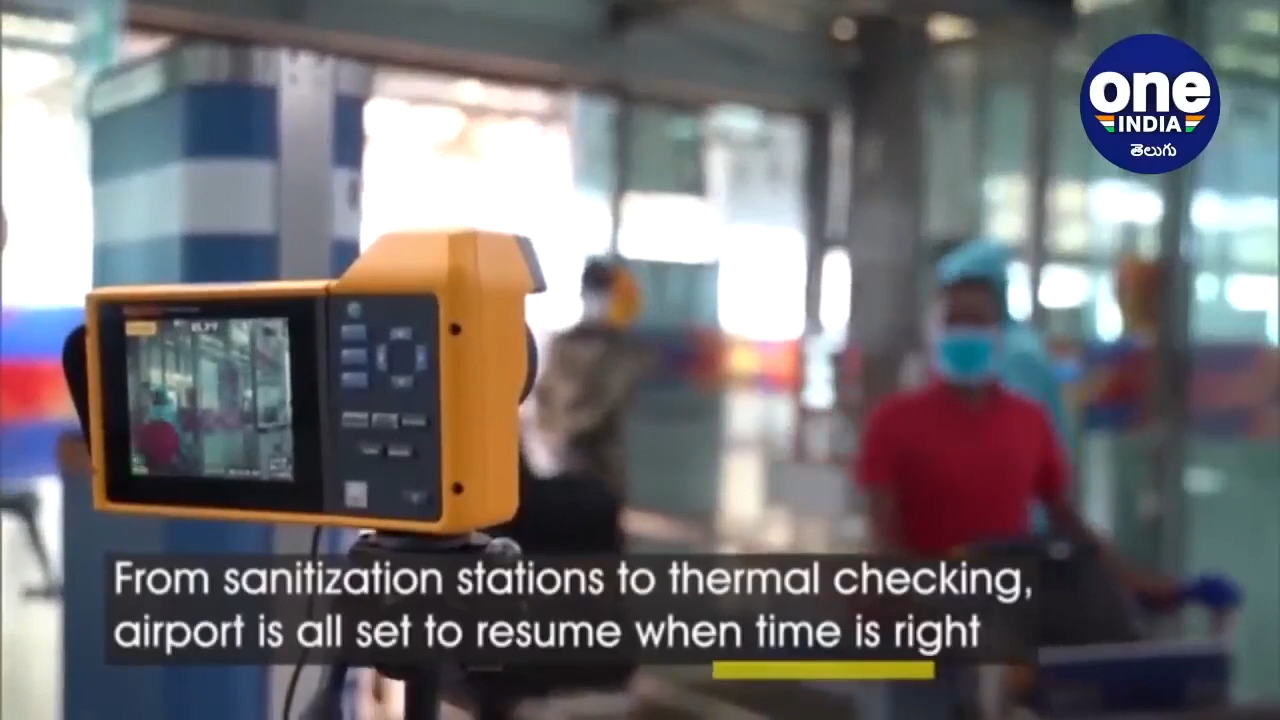 one
INDIA
తెలుగు
From sanitization stations to thermal checking,
airport is all set to resume when time is right